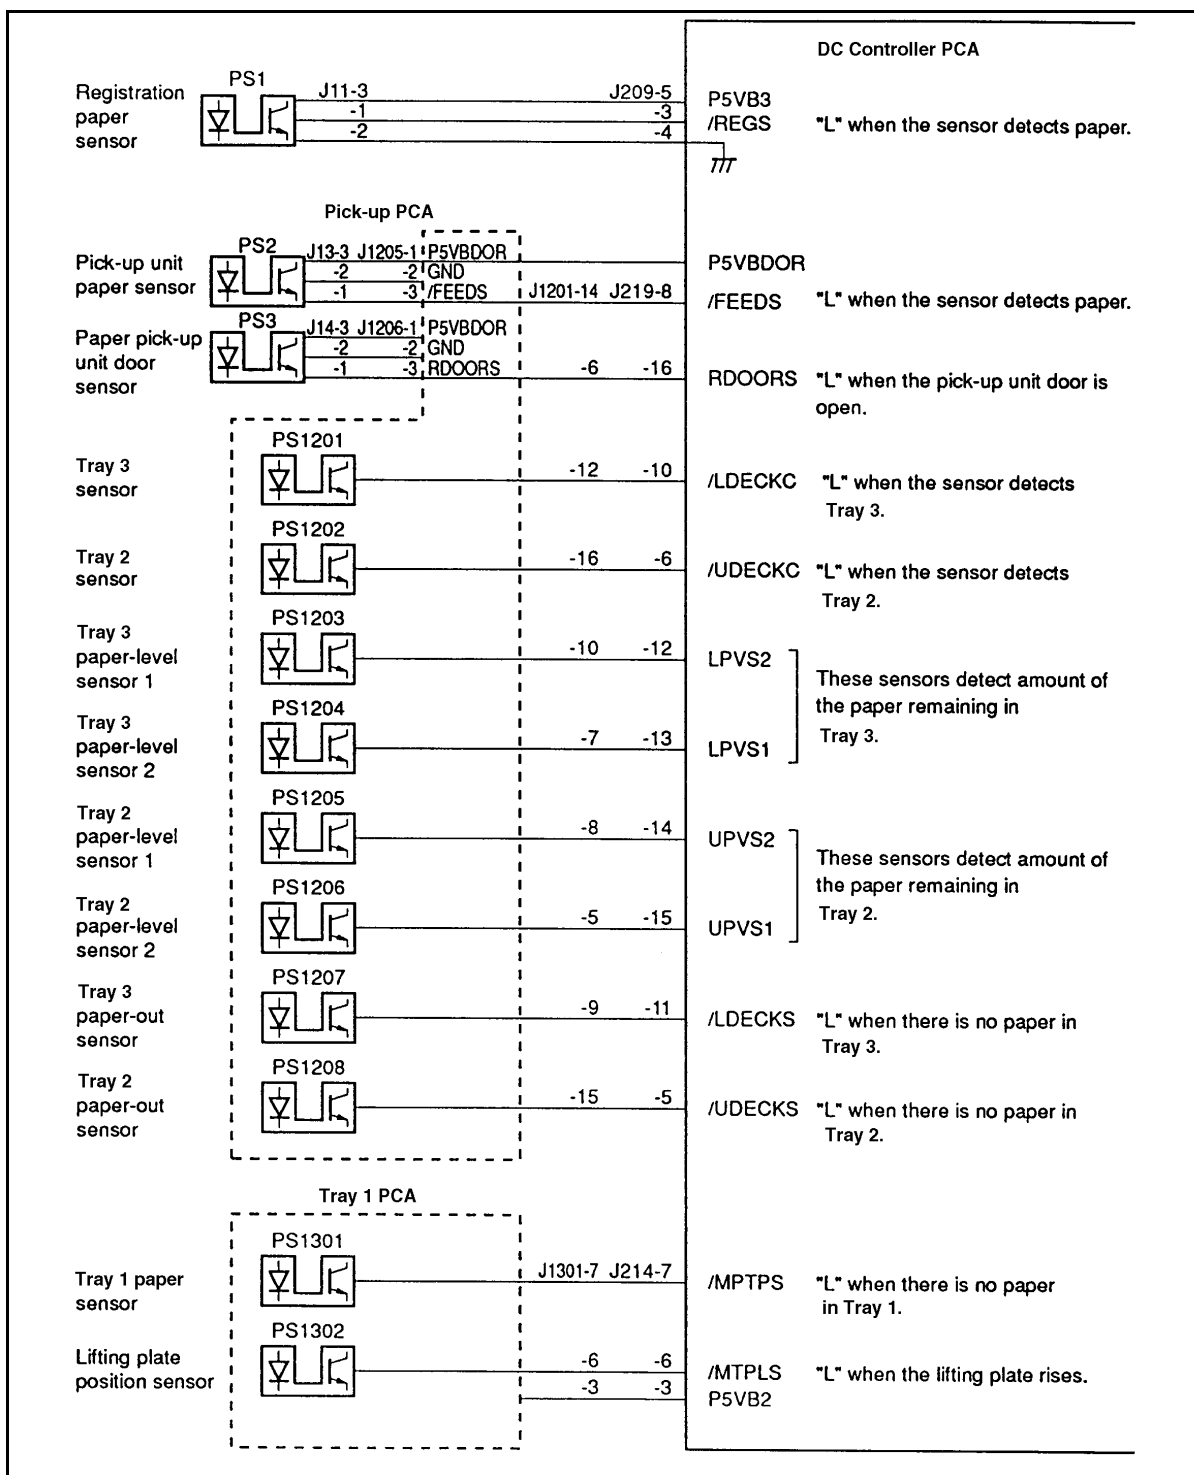 DC Controller PCA
Registration
paper
sensor
PS1
J11-3
-1
-2
J209-5
-3
-4
P5VB3
/REGS
"L" when the sensor detects paper.
Pick-up PCA
Pick-up unit
paper sensor
PS2
J13-3 J1205-1 P5VBDOR
-2 -2 GND
-1 -3 /FEEDS
J1201-14 J219-8
P5VBDOR
/FEEDS
"L" when the sensor detects paper.
Paper pick-up
unit door
sensor
PS3
J14-3 J1206-1 P5VBDOR
-2 -2 GND
-1 -3 RDOORS
-6 -16
RDOORS
"L" when the pick-up unit door is
open.
Tray 3
sensor
PS1201
-12 -10
/LDECKC
"L" when the sensor detects
Tray 3.
Tray 2
sensor
PS1202
-16 -6
/UDECKC
"L" when the sensor detects
Tray 2.
Tray 3
paper-level
sensor 1
PS1203
-10 -12
LPVS2
These sensors detect amount of
the paper remaining in
Tray 3.
Tray 3
paper-level
sensor 2
PS1204
-7 -13
LPVS1
Tray 2
paper-level
sensor 1
PS1205
-8 -14
UPVS2
These sensors detect amount of
the paper remaining in
Tray 2.
Tray 2
paper-level
sensor 2
PS1206
-5 -15
UPVS1
Tray 3
paper-out
sensor
PS1207
-9 -11
/LDECKS
"L" when there is no paper in
Tray 3.
Tray 2
paper-out
sensor
PS1208
-15 -5
/UDECKS
"L" when there is no paper in
Tray 2.
Tray 1 PCA
Tray 1 paper
sensor
PS1301
J1301-7 J214-7
/MPTPS
"L" when there is no paper
in Tray 1.
Lifting plate
position sensor
PS1302
-6 -6
/MTPLS
"L" when the lifting plate rises.
-3 -3
P5VB2